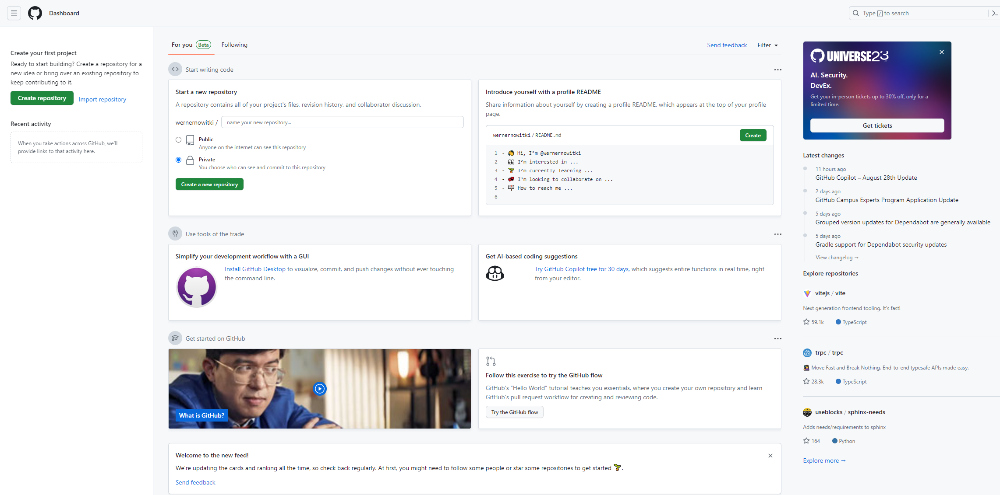 Dashboard
Type / to search
Create your first project
Ready to start building? Create a repository for a
new idea or bring over an existing repository to
keep contributing to it.
Create repository
Import repository
Recent activity
When you take actions across GitHub, we'll
provide links to that activity here.
For you Beta
Following
Send feedback
Filter
Start writing code
Start a new repository
A repository contains all of your project's files, revision history, and collaborator discussion.
wernernowitki /
name your new repository...
Public
Anyone on the internet can see this repository
Private
You choose who can see and commit to this repository
Create a new repository
Introduce yourself with a profile README
Share information about yourself by creating a profile README, which appears at the top of your profile
page.
wernernowitki / README.md
Create
1 - 👋 Hi, I'm @wernernowitki
2 - 👀 I'm interested in ...
3 - 🌱 I'm currently learning ...
4 - 💞️ I'm looking to collaborate on ...
5 - 📫 How to reach me ...
6
Use tools of the trade
Simplify your development workflow with a GUI
Install GitHub Desktop to visualize, commit, and push changes without ever touching
the command line.
Get AI-based coding suggestions
Try GitHub Copilot free for 30 days, which suggests entire functions in real time, right
from your editor.
Get started on GitHub
What is GitHub?
Follow this exercise to try the GitHub flow
GitHub's “Hello World” tutorial teaches you essentials, where you create your own repository and learn
GitHub's pull request workflow for creating and reviewing code.
Try the GitHub flow
Welcome to the new feed!
We're updating the cards and ranking all the time, so check back regularly. At first, you might need to follow some people or star some repositories to get started 🌱.
Send feedback
UNIVERSE23
AI. Security.
DevEx.
Get your in-person tickets up to 30% off, only for a
limited time.
Get tickets
Latest changes
11 hours ago
GitHub Copilot – August 28th Update
2 days ago
GitHub Campus Experts Program Application Update
5 days ago
Grouped version updates for Dependabot are generally available
5 days ago
Gradle support for Dependabot security updates
View changelog →
Explore repositories
vitejs / vite
Next generation frontend tooling. It's fast!
59.1k TypeScript
trpc / trpc
🧙‍♀️ Move Fast and Break Nothing. End-to-end typesafe APIs made easy.
28.3k TypeScript
useblocks / sphinx-needs
Adds needs/requirements to sphinx
164 Python
Explore more →